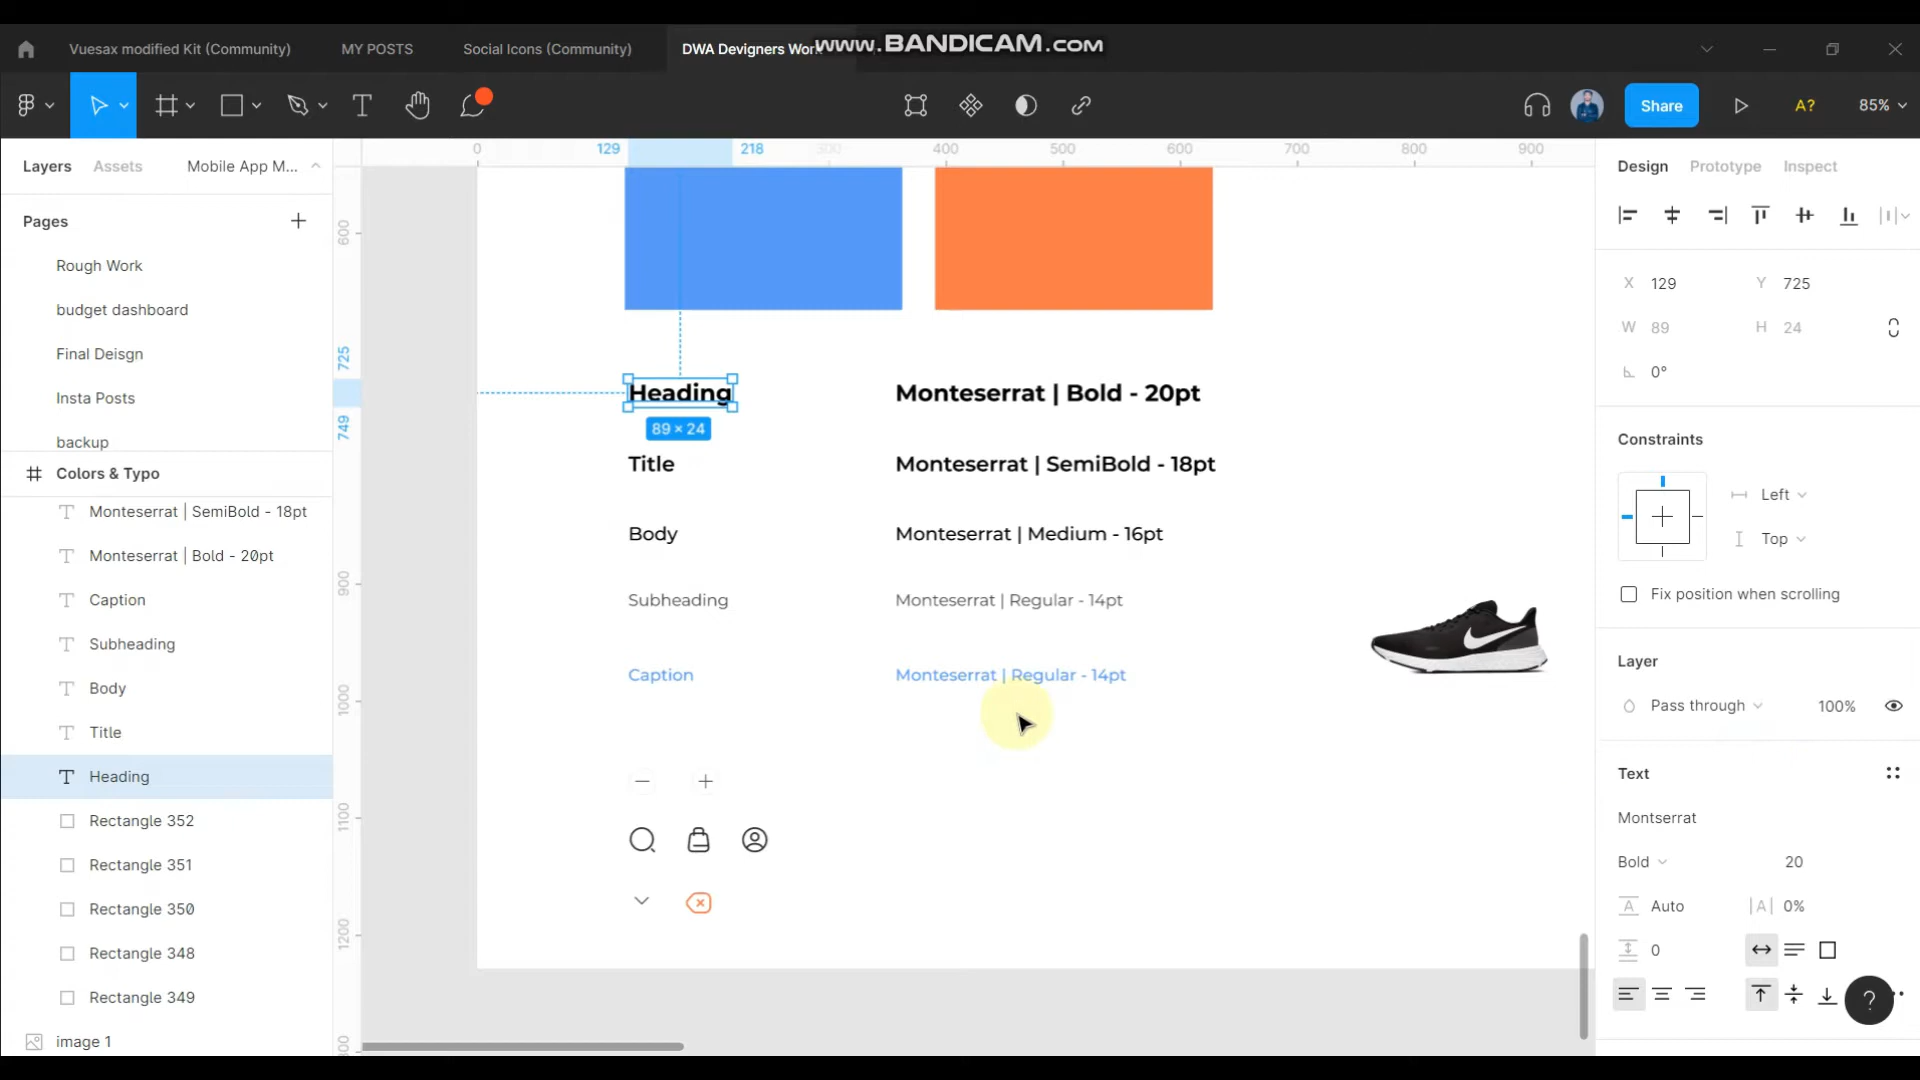 Vuesax modified Kit (Community)
MY POSTS
Social Icons (Community)
DWA Devigners Wor
www.BANDICAM.com
Share
A?
85%
Layers
Assets
Mobile App M...
Pages
Rough Work
budget dashboard
Final Deisgn
Insta Posts
backup
Colors & Typo
Monteserrat | SemiBold - 18pt
Monteserrat | Bold - 20pt
Caption
Subheading
Body
Title
Heading
Rectangle 352
Rectangle 351
Rectangle 350
Rectangle 348
Rectangle 349
image 1
0
129
218
300
400
500
600
700
800
900
600
725
749
900
1000
1100
1200
Heading
Monteserrat | Bold - 20pt
89 × 24
Title
Monteserrat | SemiBold - 18pt
Body
Monteserrat | Medium - 16pt
Subheading
Monteserrat | Regular - 14pt
Caption
Monteserrat | Regular - 14pt
Design
Prototype
Inspect
X 129
Y 725
W 89
H 24
0°
Constraints
Left
Top
Fix position when scrolling
Layer
Pass through
100%
Text
Montserrat
Bold
20
Auto
0%
0
?